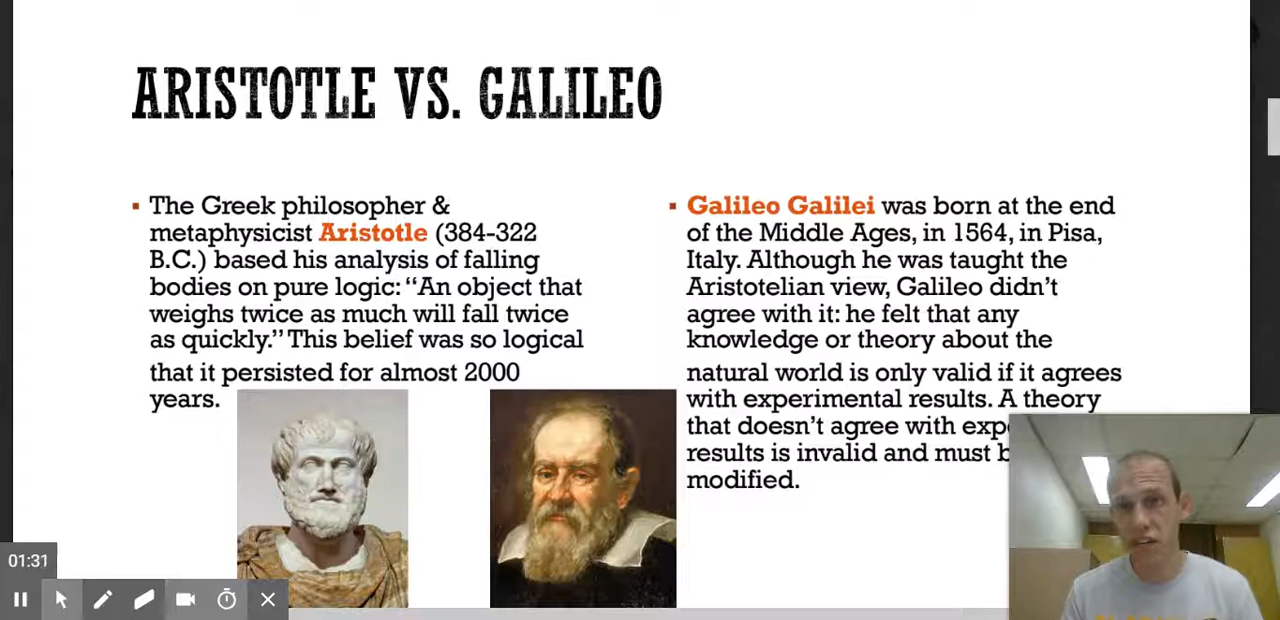 ARISTOTLE VS. GALILEO
The Greek philosopher &
metaphysicist Aristotle (384-322
B.C.) based his analysis of falling
bodies on pure logic: “An object that
weighs twice as much will fall twice
as quickly.” This belief was so logical
that it persisted for almost 2000
years.
Galileo Galilei was born at the end
of the Middle Ages, in 1564, in Pisa,
Italy. Although he was taught the
Aristotelian view, Galileo didn’t
agree with it: he felt that any
knowledge or theory about the
natural world is only valid if it agrees
with experimental results. A theory
that doesn’t agree with
results is invalid and must
modified.
01:31